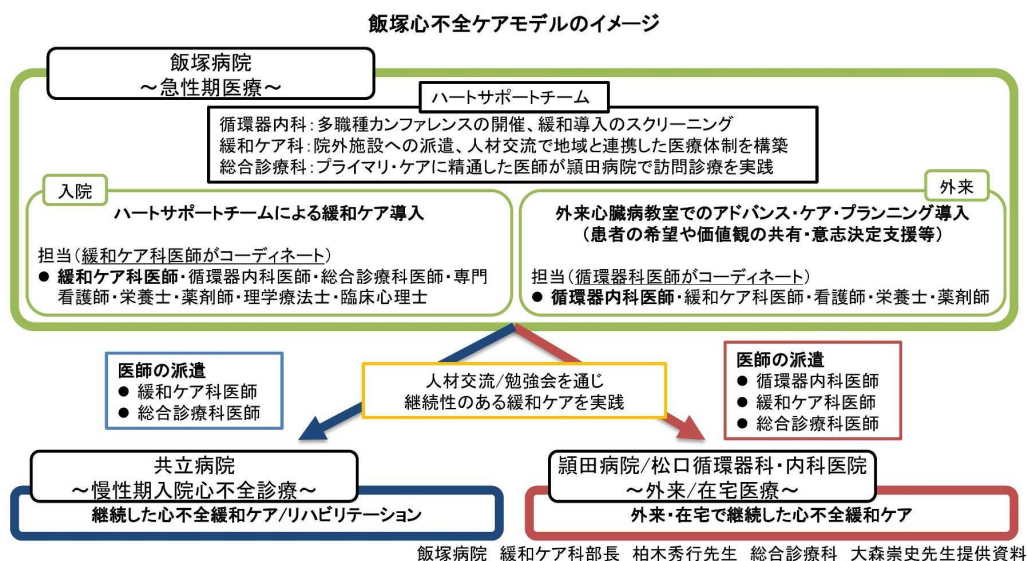 飯塚心不全ケアモデルのイメージ
飯塚病院
～急性期医療～
ハートサポートチーム
循環器内科：多職種カンファレンスの開催、緩和導入のスクリーニング
緩和ケア科：院外施設への派遣、人材交流で地域と連携した医療体制を構築
総合診療科：プライマリ・ケアに精通した医師が頴田病院で訪問診療を実践
入院
ハートサポートチームによる緩和ケア導入
担当（緩和ケア科医師がコーディネート）
● 緩和ケア科医師・循環器内科医師・総合診療科医師・専門
看護師・栄養士・薬剤師・理学療法士・臨床心理士
外来
外来心臓病教室でのアドバンス・ケア・プランニング導入
（患者の希望や価値観の共有・意志決定支援等）
担当（循環器科医師がコーディネート）
● 循環器内科医師・緩和ケア科医師・看護師・栄養士・薬剤師
医師の派遣
● 緩和ケア科医師
● 総合診療科医師
人材交流/勉強会を通じ
継続性のある緩和ケアを実践
医師の派遣
● 循環器内科医師
● 緩和ケア科医師
● 総合診療科医師
共立病院
～慢性期入院心不全診療～
継続した心不全緩和ケア/リハビリテーション
頴田病院/松口循環器科・内科医院
～外来/在宅医療～
外来・在宅で継続した心不全緩和ケア
飯塚病院　緩和ケア科部長　柏木秀行先生　総合診療科　大森崇史先生提供資料